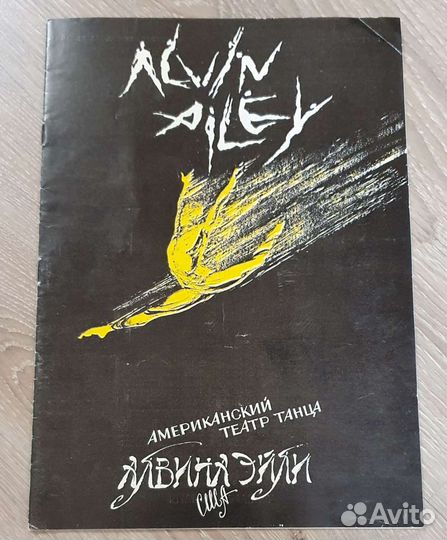 ALVIN
AILEY
АМЕРИКАНСКИЙ
ТЕАТР ТАНЦА
АЛВИНА ЭЙЛИ
США
Avito